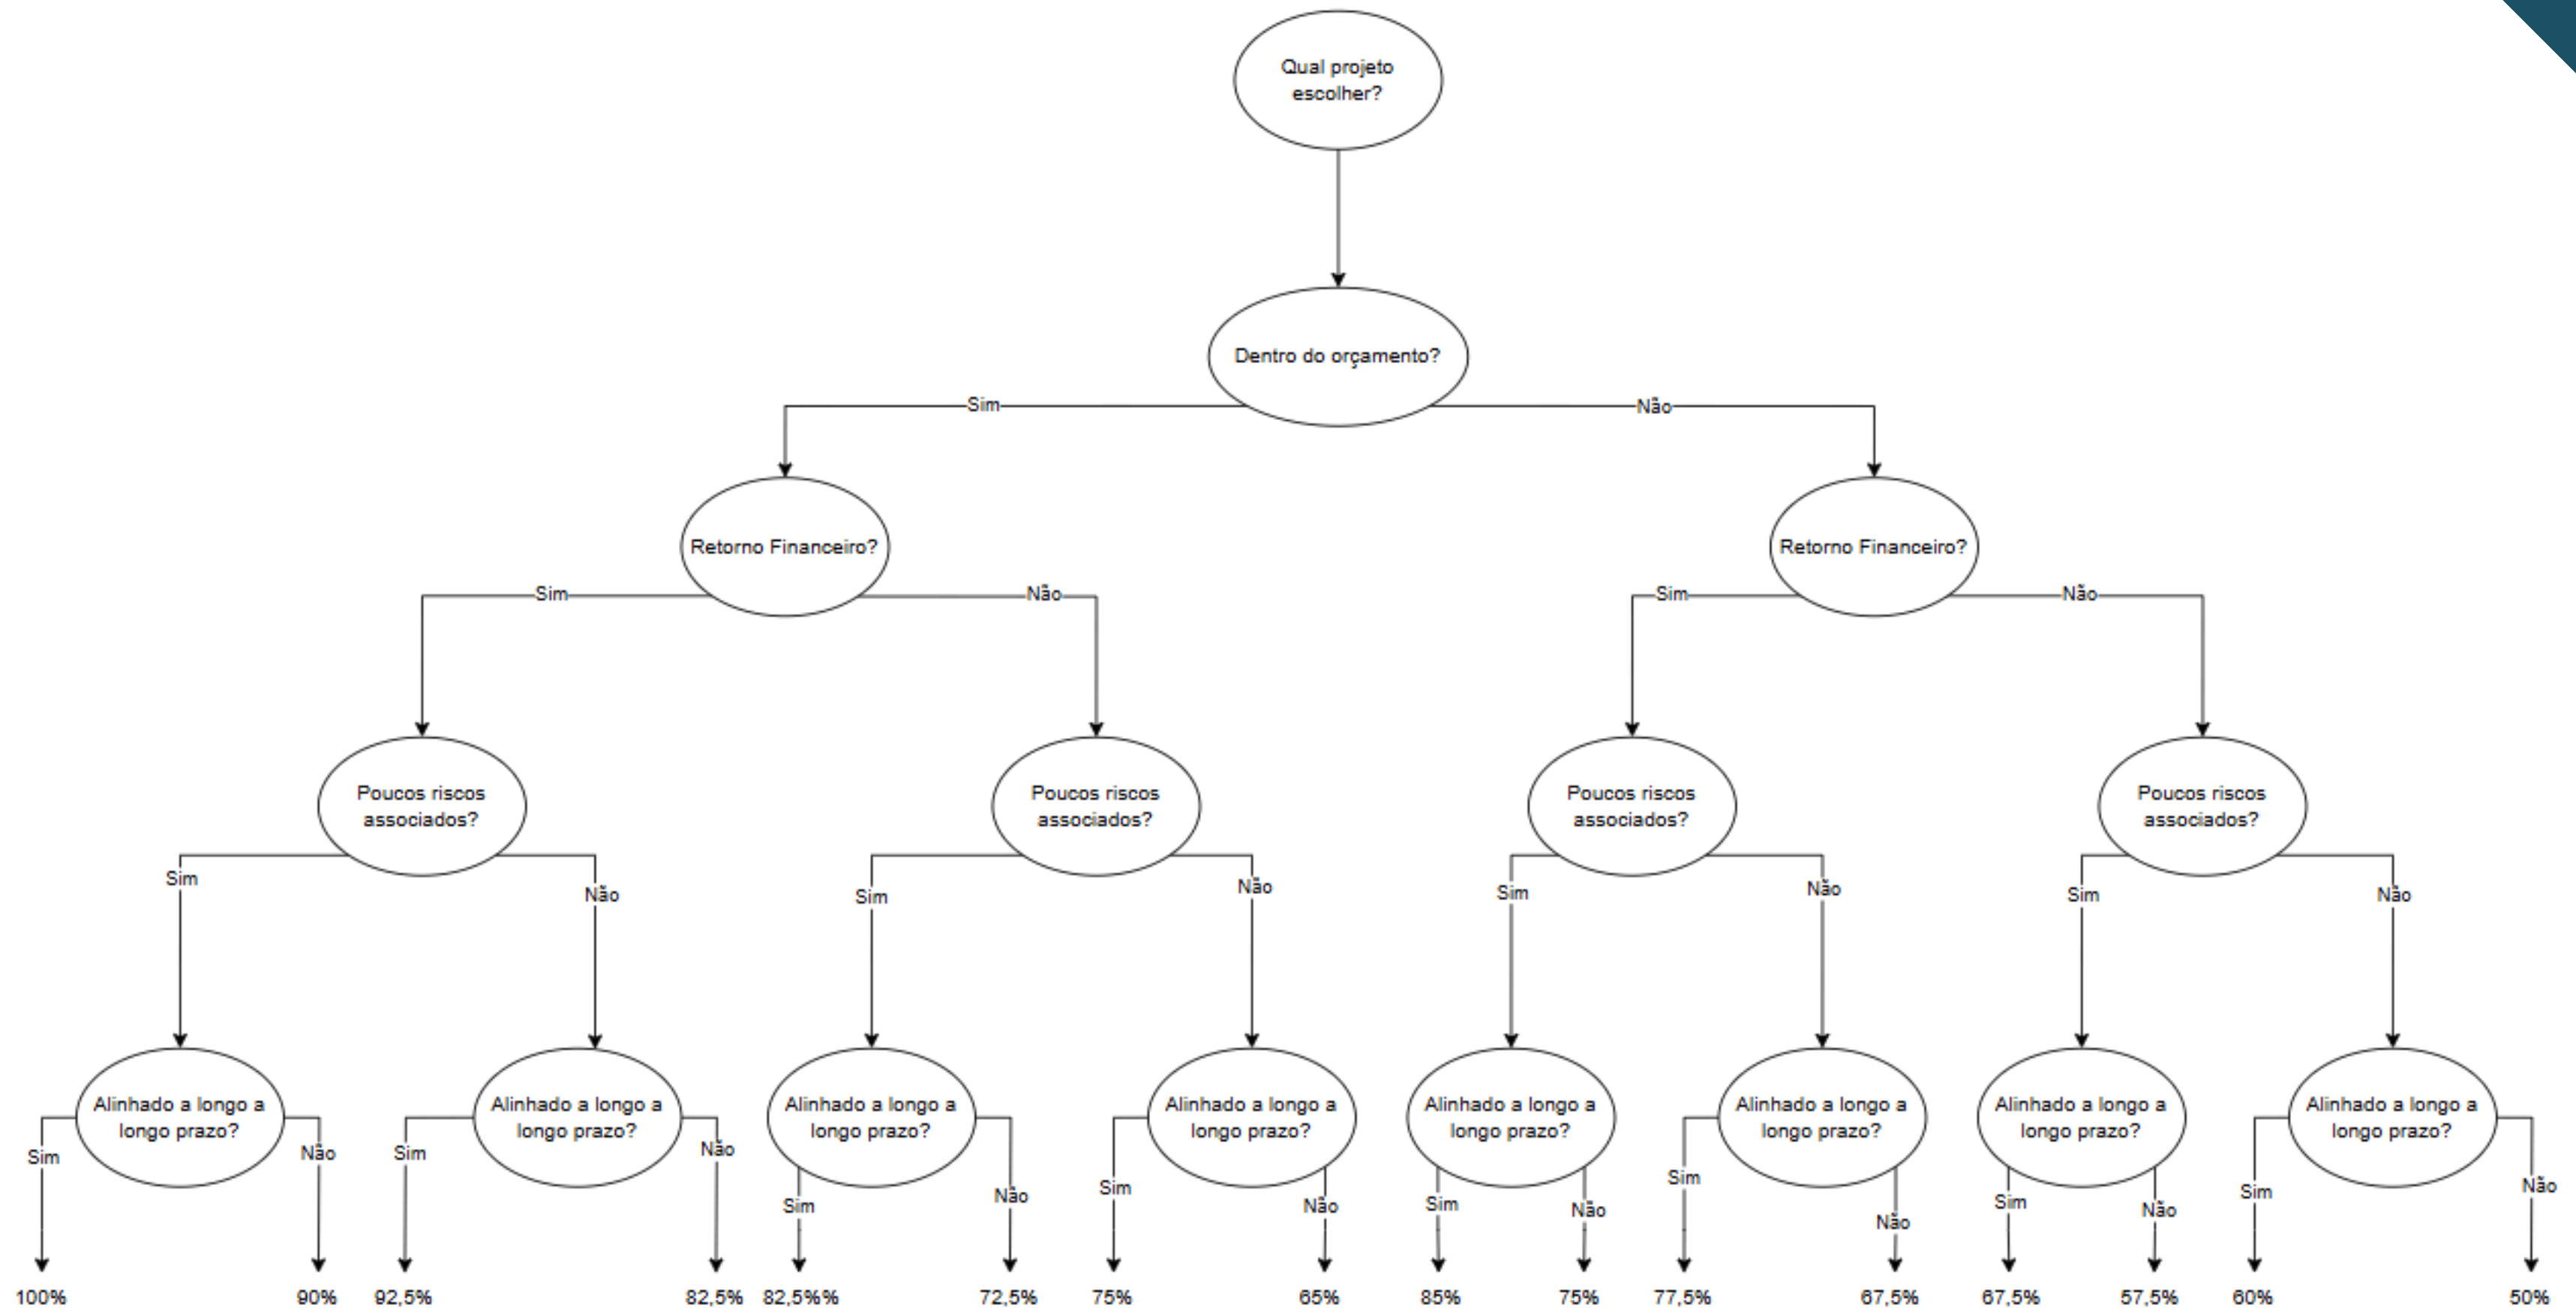 Qual projeto
escolher?
Dentro do orçamento?
Sim
Não
Retorno Financeiro?
Retorno Financeiro?
Sim
Não
Sim
Não
Poucos riscos
associados?
Poucos riscos
associados?
Poucos riscos
associados?
Poucos riscos
associados?
Sim
Não
Sim
Não
Sim
Não
Sim
Não
Alinhado a longo a
longo prazo?
Alinhado a longo a
longo prazo?
Alinhado a longo a
longo prazo?
Alinhado a longo a
longo prazo?
Alinhado a longo a
longo prazo?
Alinhado a longo a
longo prazo?
Alinhado a longo a
longo prazo?
Alinhado a longo a
longo prazo?
Sim
Não
Sim
Não
Sim
Não
Sim
Não
Sim
Não
Sim
Não
Sim
Não
Sim
Não
100%
90%
92,5%
82,5%
82,5%%
72,5%
75%
65%
85%
75%
77,5%
67,5%
67,5%
57,5%
60%
50%